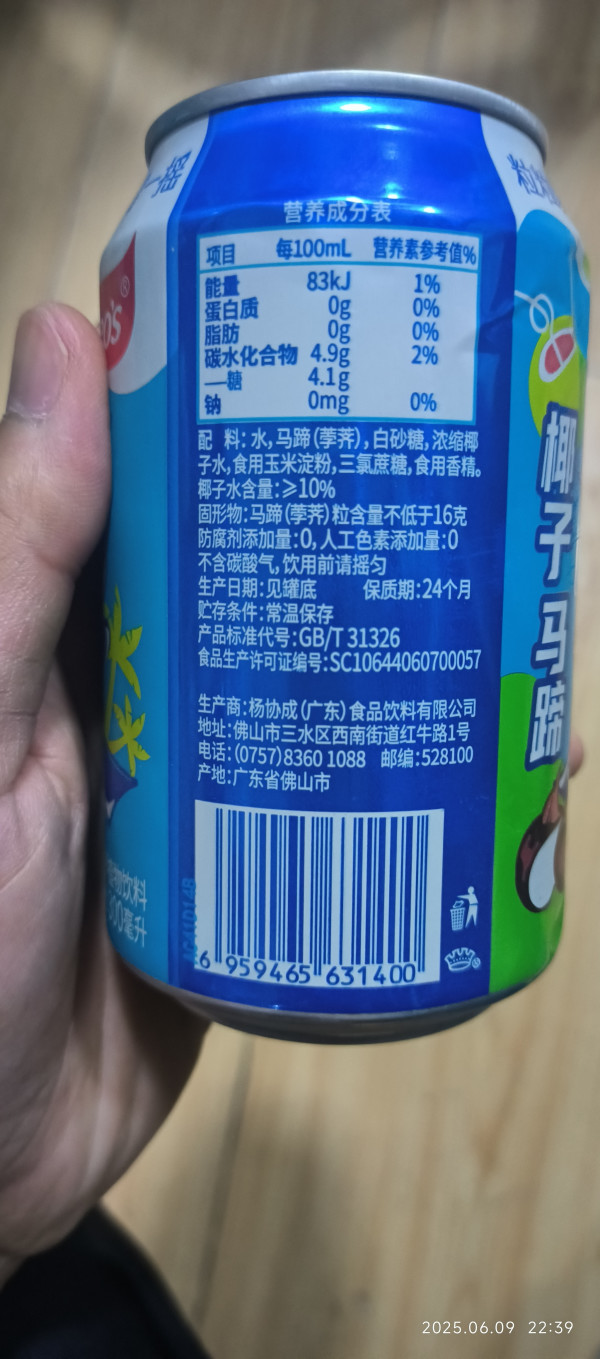 一摇
营养成分表
项目 每100mL 营养素参考值%
能量 83kJ 1%
蛋白质 0g 0%
脂肪 0g 0%
碳水化合物 4.9g 2%
—糖 4.1g
钠 0mg 0%
配 料:水,马蹄(荸荠),白砂糖,浓缩椰
子水,食用玉米淀粉,三氯蔗糖,食用香精。
椰子水含量:≥10%
固形物:马蹄(荸荠)粒含量不低于16克
防腐剂添加量:0,人工色素添加量:0
不含碳酸气,饮用前请摇匀
生产日期:见罐底 保质期:24个月
贮存条件:常温保存
产品标准代号:GB/T 31326
食品生产许可证编号:SC10644060700057
生产商:杨协成(广东)食品饮料有限公司
地址:佛山市三水区西南街道红牛路1号
电话:(0757)8360 1088 邮编:528100
产地:广东省佛山市
6 959465 631400
椰子马蹄
物饮料
00毫升
2025.06.09 22:39